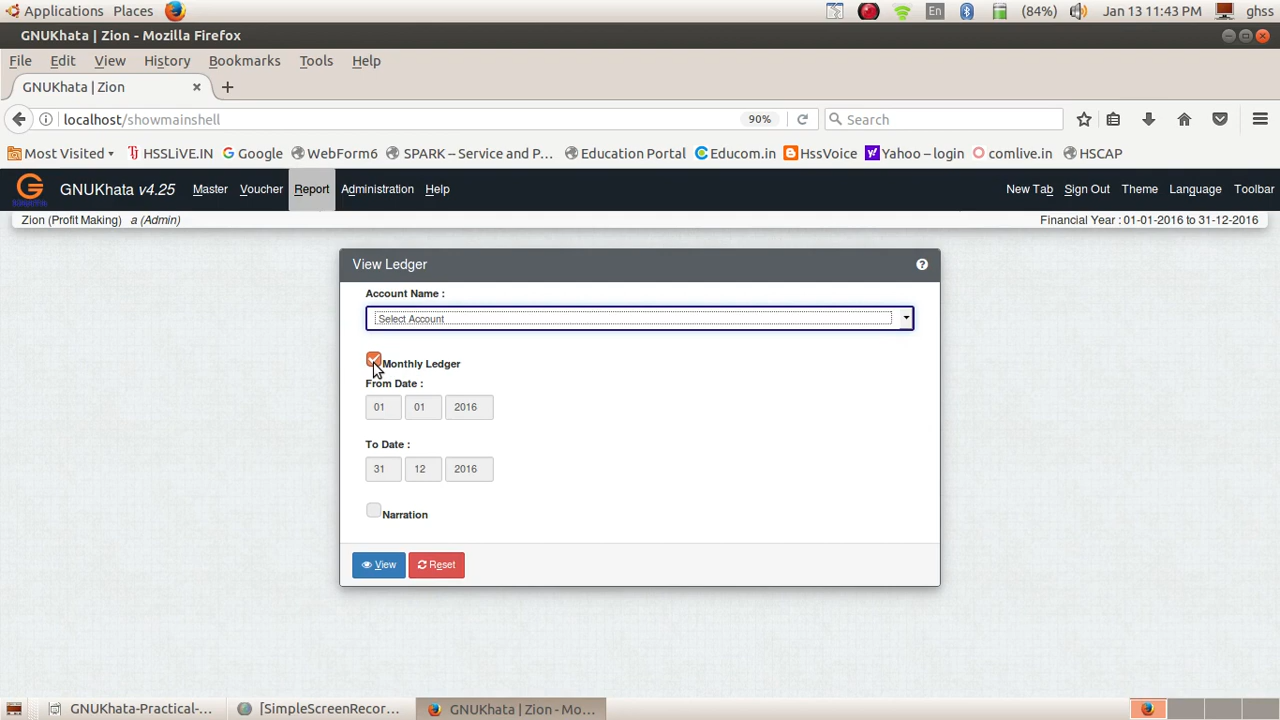 Applications Places En (84%) Jan 13 11:43 PM ghss
GNUKhata | Zion - Mozilla Firefox
File Edit View History Bookmarks Tools Help
GNUKhata | Zion × +
localhost/showmainshell 90% Search
Most Visited HSSLiVE.IN Google WebForm6 SPARK – Service and P... Education Portal Educom.in HssVoice Yahoo – login comlive.in HSCAP
GNUKhata v4.25 Master Voucher Report Administration Help New Tab Sign Out Theme Language Toolbar
Zion (Profit Making) a (Admin) Financial Year : 01-01-2016 to 31-12-2016
View Ledger
Account Name :
Select Account
Monthly Ledger
From Date :
01 01 2016
To Date :
31 12 2016
Narration
View Reset
GNUKhata-Practical-... [SimpleScreenRecor... GNUKhata | Zion - Mo...